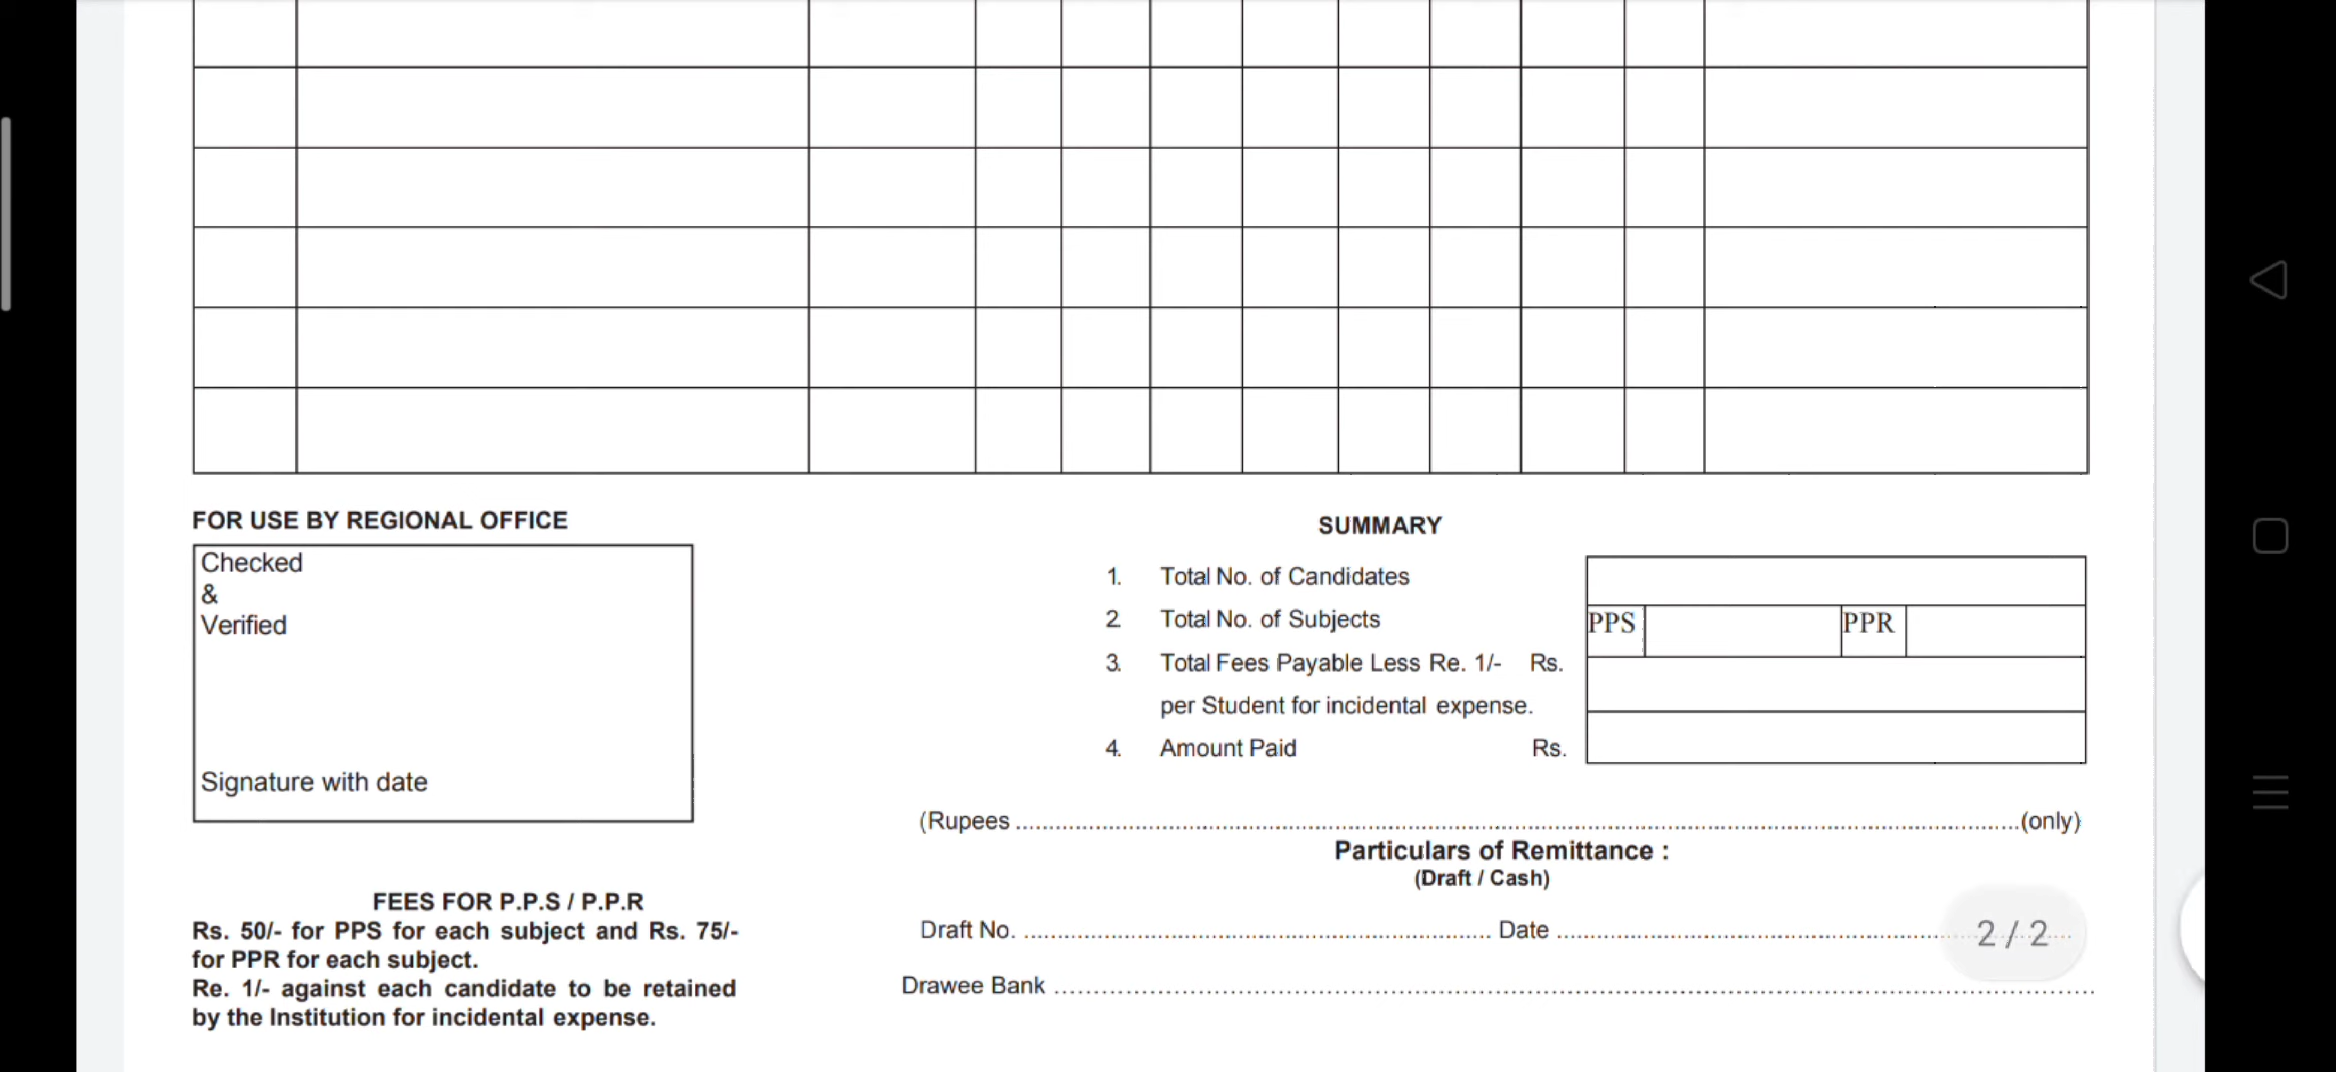 FOR USE BY REGIONAL OFFICE
Checked
&
Verified
Signature with date
FEES FOR P.P.S / P.P.R
Rs. 50/- for PPS for each subject and Rs. 75/-
for PPR for each subject.
Re. 1/- against each candidate to be retained
by the Institution for incidental expense.
SUMMARY
1. Total No. of Candidates
2 Total No. of Subjects PPS PPR
3. Total Fees Payable Less Re. 1/- Rs.
per Student for incidental expense.
4. Amount Paid Rs.
(Rupees ........................................................................(only)
Particulars of Remittance :
(Draft / Cash)
Draft No. ........................................ Date ........................................
Drawee Bank ........................................................................
2 / 2